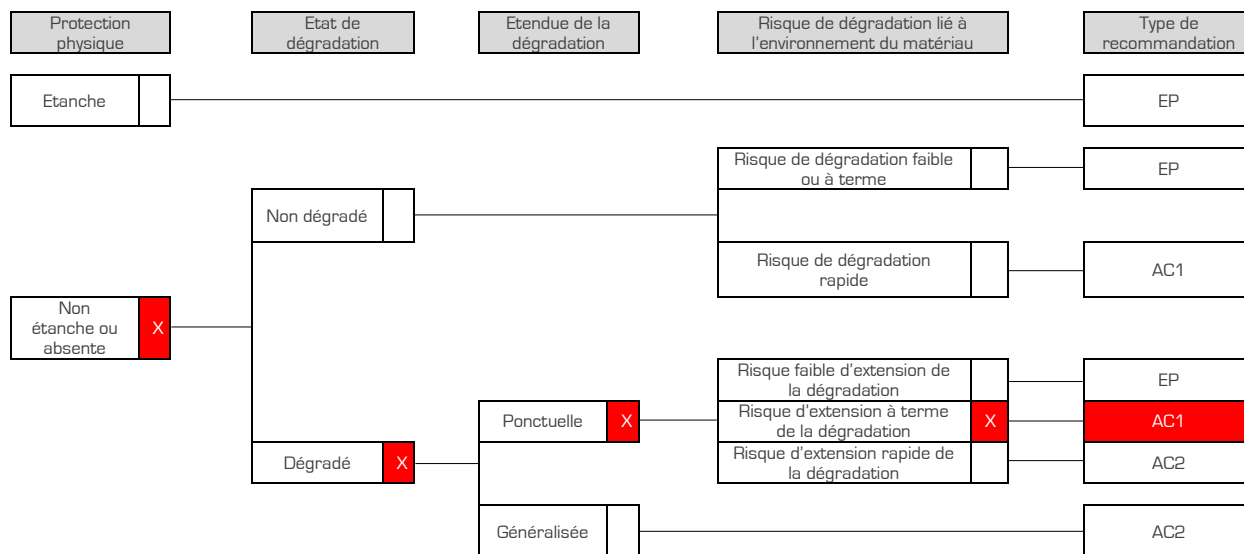 Protection
physique
Etat de
dégradation
Etendue de la
dégradation
Risque de dégradation lié à
l'environnement du matériau
Type de
recommandation
Etanche
EP
Risque de dégradation faible
ou à terme
EP
Non dégradé
Risque de dégradation
rapide
AC1
Non
étanche ou
absente
X
Risque faible d'extension de
la dégradation
EP
Ponctuelle
X
Risque d'extension à terme
de la dégradation
X
AC1
Dégradé
X
Risque d'extension rapide de
la dégradation
AC2
Généralisée
AC2